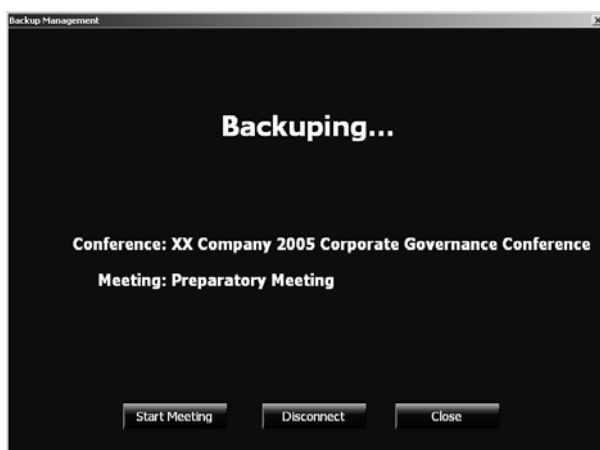 Backup Management
Backuping...
Conference: XX Company 2005 Corporate Governance Conference
Meeting: Preparatory Meeting
Start Meeting Disconnect Close